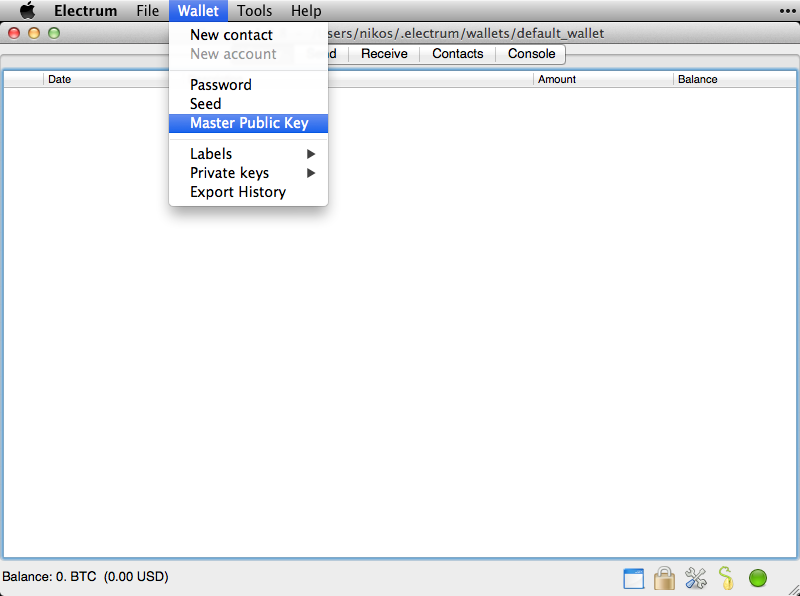 Electrum File Wallet Tools Help
New contact
sers/nikos/.electrum/wallets/default_wallet
New account
nd Receive Contacts Console
Date Amount Balance
Password
Seed
Master Public Key
Labels
Private keys
Export History
Balance: 0. BTC (0.00 USD)